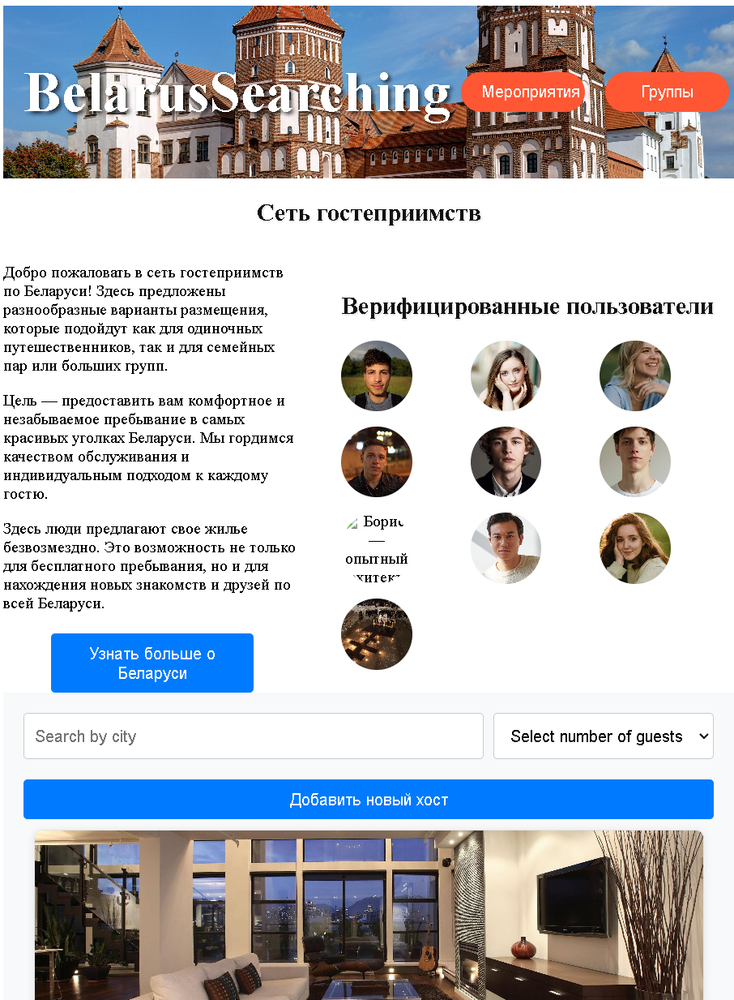 BelarusSearching
Мероприятия
Группы
Сеть гостеприимств
Добро пожаловать в сеть гостеприимств
по Беларуси! Здесь предложены
разнообразные варианты размещения,
которые подойдут как для одиночных
путешественников, так и для семейных
пар или больших групп.
Цель — предоставить вам комфортное и
незабываемое пребывание в самых
красивых уголках Беларуси. Мы гордимся
качеством обслуживания и
индивидуальным подходом к каждому
гостю.
Здесь люди предлагают свое жилье
безвозмездно. Это возможность не только
для бесплатного пребывания, но и для
нахождения новых знакомств и друзей по
всей Беларуси.
Узнать больше о
Беларуси
Верифицированные пользователи
Борис
—
опытный
Search by city
Select number of guests
Добавить новый хост